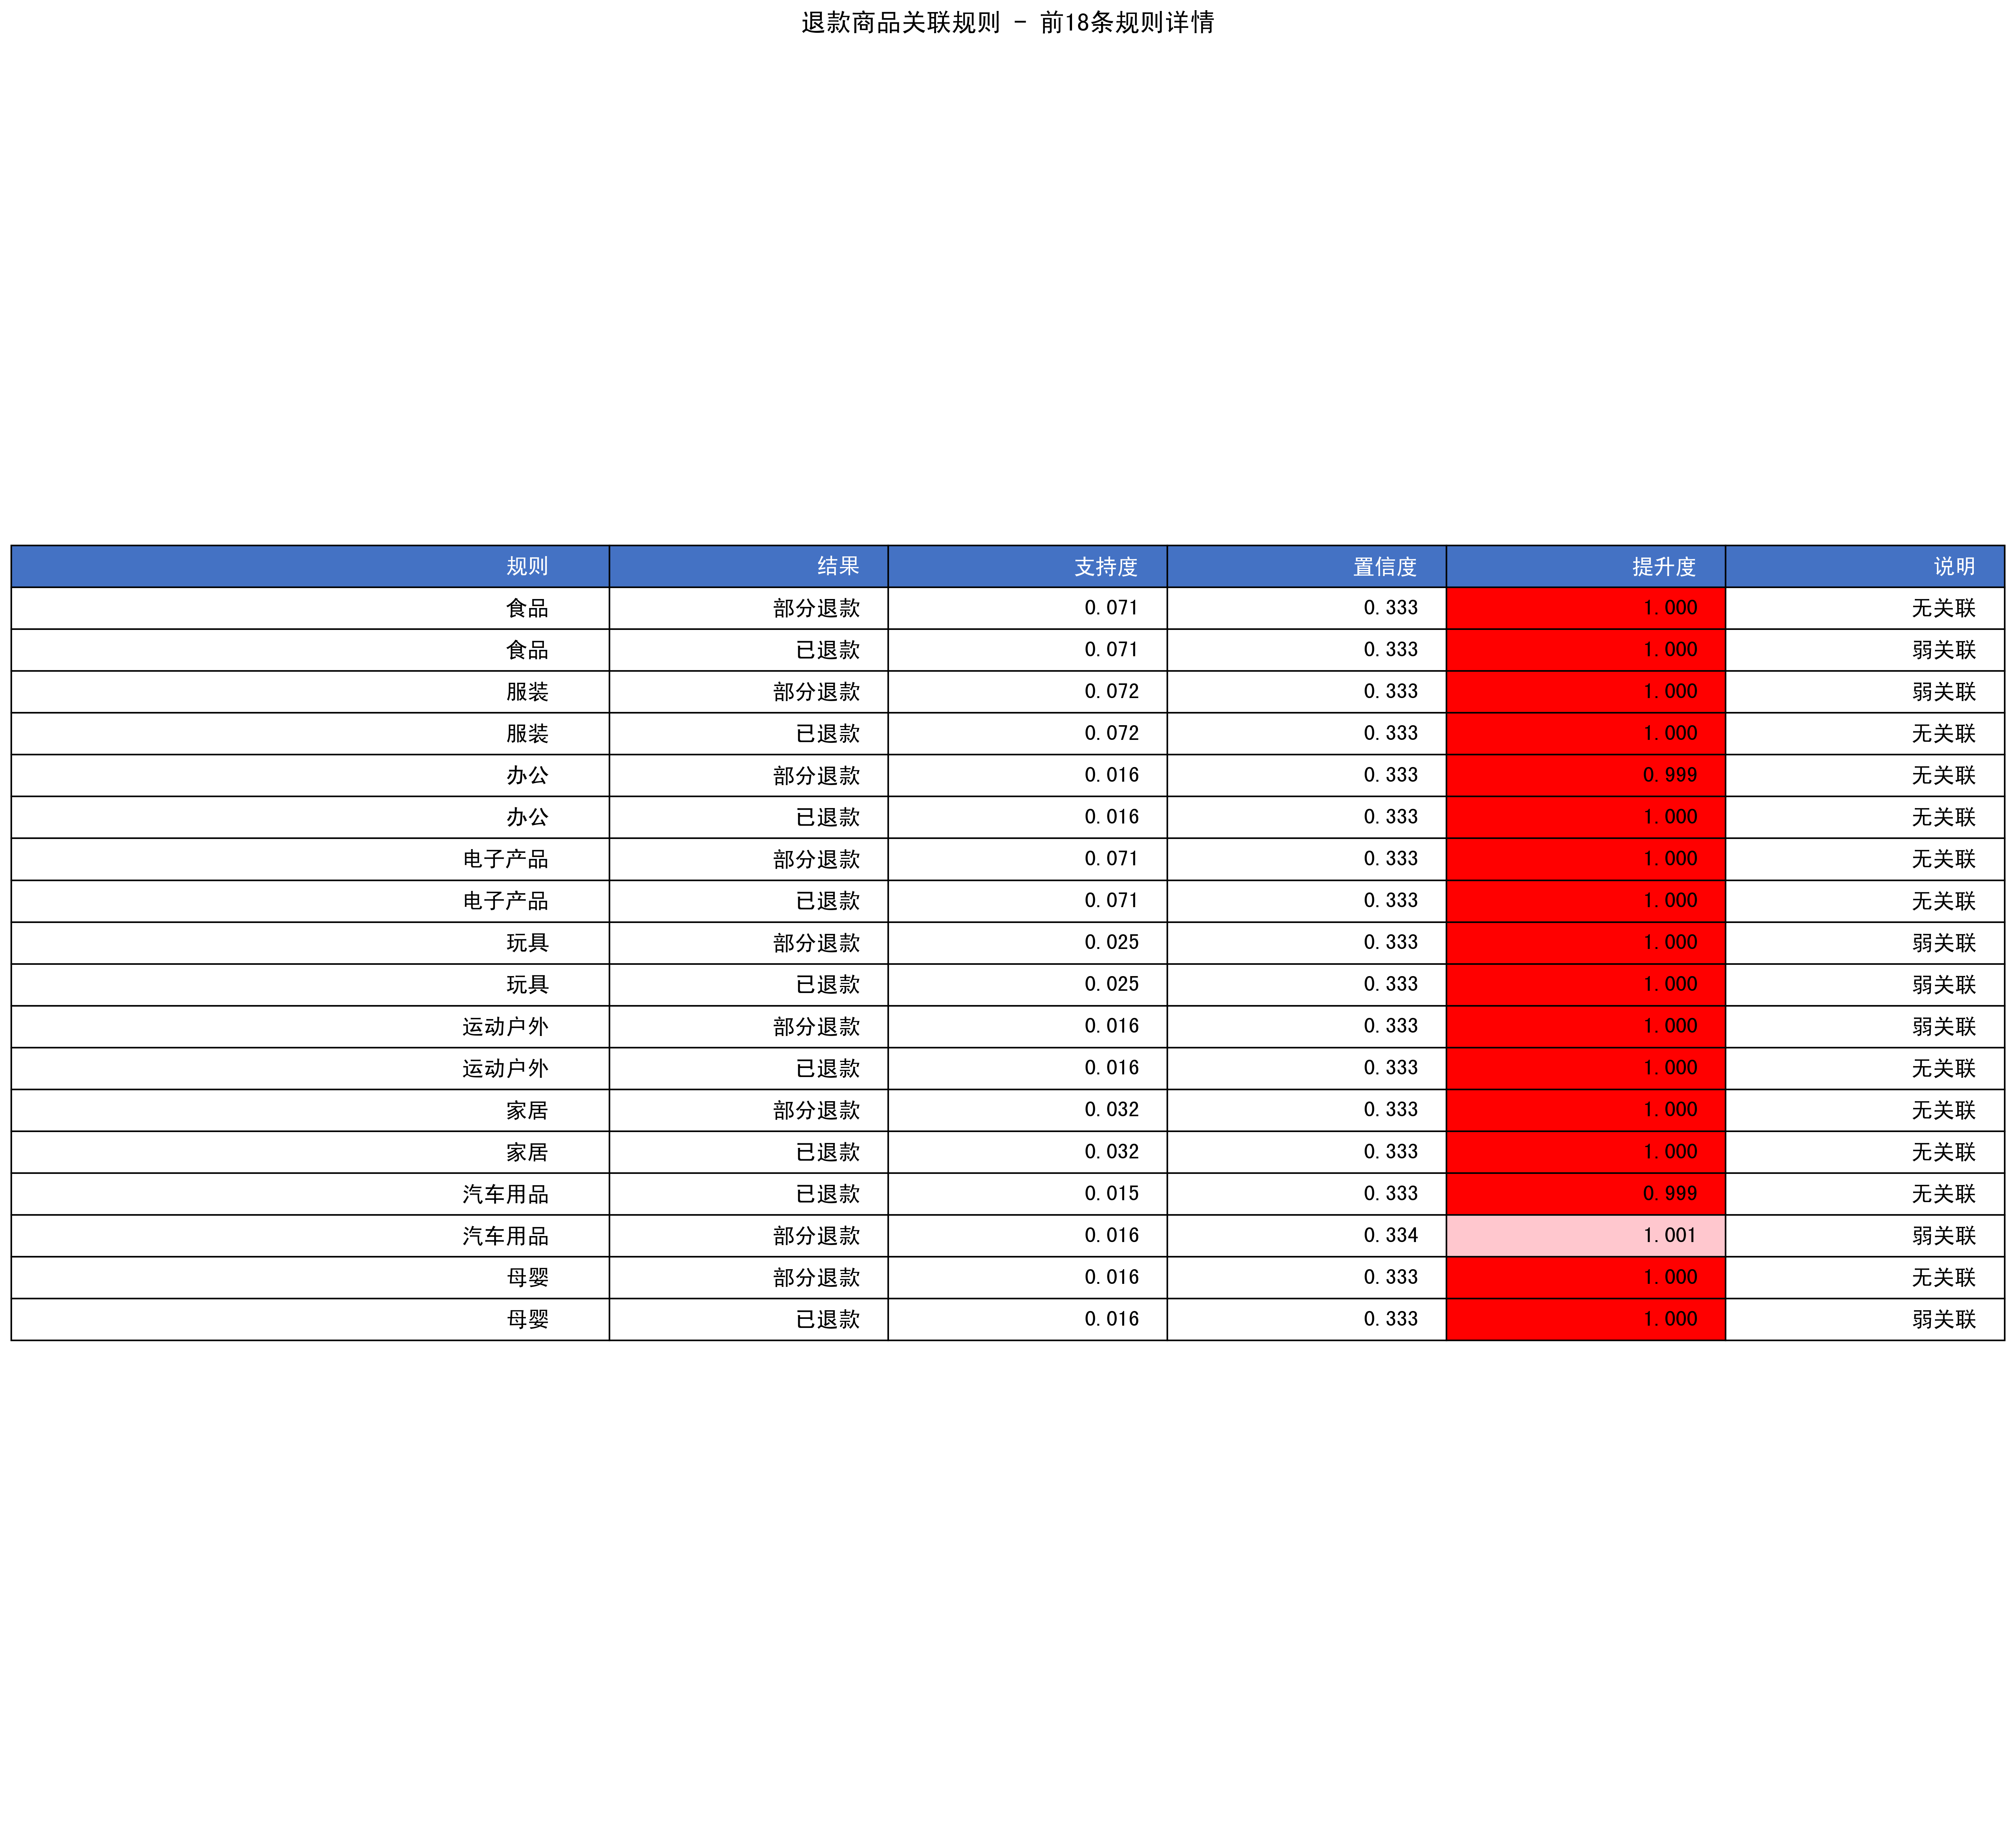 退款商品关联规则 - 前18条规则详情
规则 结果 支持度 置信度 提升度 说明
食品 部分退款 0.071 0.333 1.000 无关联
食品 已退款 0.071 0.333 1.000 弱关联
服装 部分退款 0.072 0.333 1.000 弱关联
服装 已退款 0.072 0.333 1.000 无关联
办公 部分退款 0.016 0.333 0.999 无关联
办公 已退款 0.016 0.333 1.000 无关联
电子产品 部分退款 0.071 0.333 1.000 无关联
电子产品 已退款 0.071 0.333 1.000 无关联
玩具 部分退款 0.025 0.333 1.000 弱关联
玩具 已退款 0.025 0.333 1.000 弱关联
运动户外 部分退款 0.016 0.333 1.000 弱关联
运动户外 已退款 0.016 0.333 1.000 无关联
家居 部分退款 0.032 0.333 1.000 无关联
家居 已退款 0.032 0.333 1.000 无关联
汽车用品 已退款 0.015 0.333 0.999 无关联
汽车用品 部分退款 0.016 0.334 1.001 弱关联
母婴 部分退款 0.016 0.333 1.000 无关联
母婴 已退款 0.016 0.333 1.000 弱关联